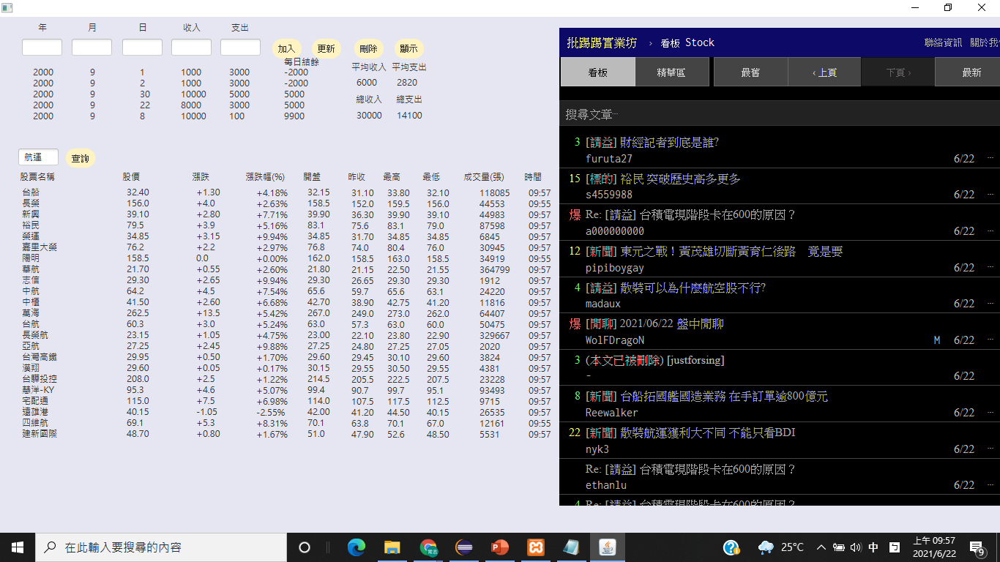 年 月 日 收入 支出
加入 更新 刪除 顯示
每日結餘 平均收入 平均支出
2000 9 1 1000 3000 -2000
2000 9 2 1000 3000 -2000 6000 2820
2000 9 30 10000 5000 5000
總收入 總支出
2000 9 22 8000 3000 5000
2000 9 8 10000 100 9900 30000 14100
航運 查詢
股票名稱 股價 漲跌 漲跌幅(%) 開盤 昨收 最高 最低 成交量(張) 時間
台船 32.40 +1.30 +4.18% 32.15 31.10 33.80 32.10 118085 09:57
長榮 156.0 +4.0 +2.63% 158.5 152.0 159.5 156.0 44553 09:55
新興 39.10 +2.80 +7.71% 39.90 36.30 39.90 39.10 44983 09:57
裕民 79.5 +3.9 +5.16% 83.1 75.6 83.1 79.0 87598 09:57
榮運 34.85 +3.15 +9.94% 34.85 31.70 34.85 34.85 6845 09:57
嘉里大榮 76.2 +2.2 +2.97% 76.8 74.0 80.4 76.0 30945 09:57
陽明 158.5 0.0 +0.00% 162.0 158.5 163.0 158.5 34919 09:55
華航 21.70 +0.55 +2.60% 21.80 21.15 22.50 21.55 364799 09:57
志信 29.30 +2.65 +9.94% 29.30 26.65 29.30 29.30 1912 09:57
中航 64.2 +4.5 +7.54% 65.6 59.7 65.6 63.1 24220 09:57
中櫃 41.50 +2.60 +6.68% 42.70 38.90 42.75 41.20 11816 09:57
萬海 262.5 +13.5 +5.42% 267.0 249.0 273.0 262.0 64407 09:57
台航 60.3 +3.0 +5.24% 63.0 57.3 63.0 60.0 50475 09:57
長榮航 23.15 +1.05 +4.75% 23.00 22.10 23.80 22.90 329667 09:57
亞航 27.25 +2.45 +9.88% 27.25 24.80 27.25 27.05 2020 09:57
台灣高鐵 29.95 +0.50 +1.70% 29.60 29.45 30.10 29.60 3824 09:57
漢翔 29.60 +0.05 +0.17% 30.15 29.55 30.50 29.55 4381 09:57
台驊投控 208.0 +2.5 +1.22% 214.5 205.5 222.5 207.5 23228 09:57
慧洋-KY 95.3 +4.6 +5.07% 99.4 90.7 99.7 95.1 93493 09:57
宅配通 115.0 +7.5 +6.98% 114.0 107.5 117.5 112.5 9715 09:57
遠雄港 40.15 -1.05 -2.55% 42.00 41.20 44.50 40.15 26535 09:57
四維航 69.1 +5.3 +8.31% 70.1 63.8 70.1 67.0 12161 09:55
建新國際 48.70 +0.80 +1.67% 51.0 47.90 52.6 48.50 5531 09:57
批踢踢實業坊 › 看板 Stock 聯絡資訊 關於我
看板 精華區 最舊 ‹ 上頁 下頁 › 最新
搜尋文章…
3 [請益] 財經記者到底是誰?
furuta27 6/22 ⋯
15 [標的] 裕民 突破歷史高多更多
s4559988 6/22 ⋯
爆 Re: [請益] 台積電現階段卡在600的原因？
a000000000 6/22 ⋯
12 [新聞] 東元之戰！黃茂雄切斷黃育仁後路　竟是要
pipiboygay 6/22 ⋯
4 [請益] 散裝可以為什麼航空股不行?
madaux 6/22 ⋯
爆 [閒聊] 2021/06/22 盤中閒聊
WolFDragoN M 6/22 ⋯
3 (本文已被刪除) [justforsing]
- 6/22
8 [新聞] 台船拓國艦國造業務 在手訂單逾800億元
Reewalker 6/22 ⋯
22 [新聞] 散裝航運獲利大不同 不能只看BDI
nyk3 6/22 ⋯
Re: [請益] 台積電現階段卡在600的原因？
ethanlu 6/22 ⋯
4 Re: [請益] 台積電現階段卡在600的原因？
在此輸入要搜尋的內容 25°C 中 上午 09:57
2021/6/22 9